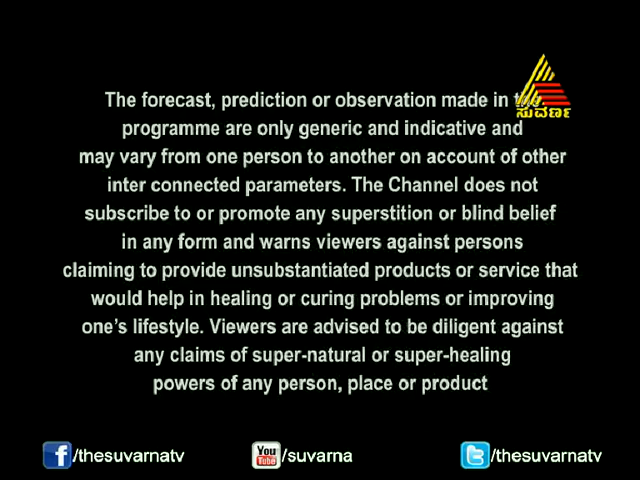 The forecast, prediction or observation made in the
programme are only generic and indicative and
may vary from one person to another on account of other
inter connected parameters. The Channel does not
subscribe to or promote any superstition or blind belief
in any form and warns viewers against persons
claiming to provide unsubstantiated products or service that
would help in healing or curing problems or improving
one's lifestyle. Viewers are advised to be diligent against
any claims of super-natural or super-healing
powers of any person, place or product
ಸುವರ್ಣ
f /thesuvarnatv
You Tube /suvarna
t /thesuvarnatv